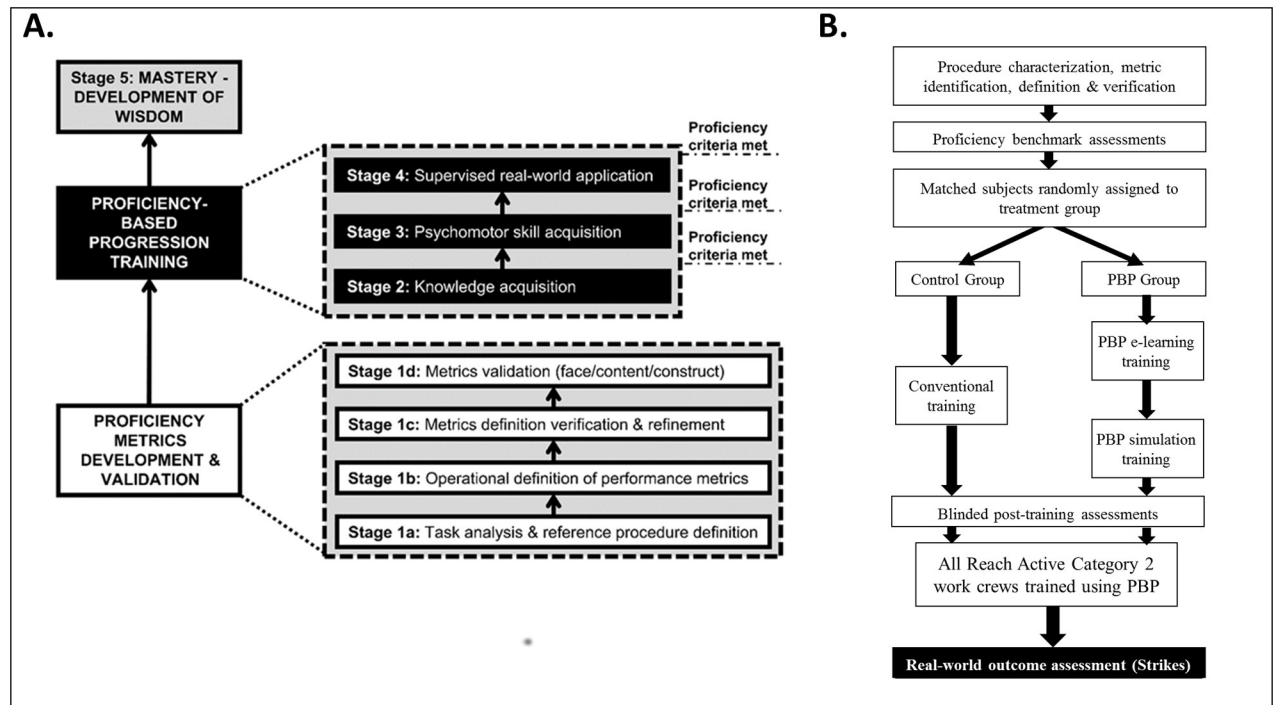 A.
Stage 5: MASTERY -
DEVELOPMENT OF
WISDOM
PROFICIENCY-
BASED
PROGRESSION
TRAINING
PROFICIENCY
METRICS
DEVELOPMENT &
VALIDATION
Proficiency
criteria met
Stage 4: Supervised real-world application
Proficiency
criteria met
Stage 3: Psychomotor skill acquisition
Proficiency
criteria met
Stage 2: Knowledge acquisition
Stage 1d: Metrics validation (face/content/construct)
Stage 1c: Metrics definition verification & refinement
Stage 1b: Operational definition of performance metrics
Stage 1a: Task analysis & reference procedure definition
B.
Procedure characterization, metric
identification, definition & verification
Proficiency benchmark assessments
Matched subjects randomly assigned to
treatment group
Control Group
PBP Group
PBP e-learning
training
Conventional
training
PBP simulation
training
Blinded post-training assessments
All Reach Active Category 2
work crews trained using PBP
Real-world outcome assessment (Strikes)